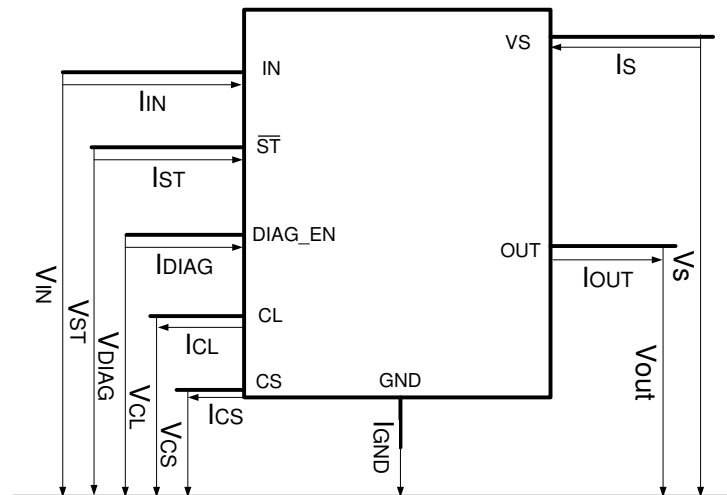 VS
IS
IN
IIN
ST
IST
DIAG_EN
IDIAG
OUT
IOUT
CL
ICL
CS
ICS
GND
IGND
VIN
VST
VDIAG
VCL
VCS
Vout
Vs